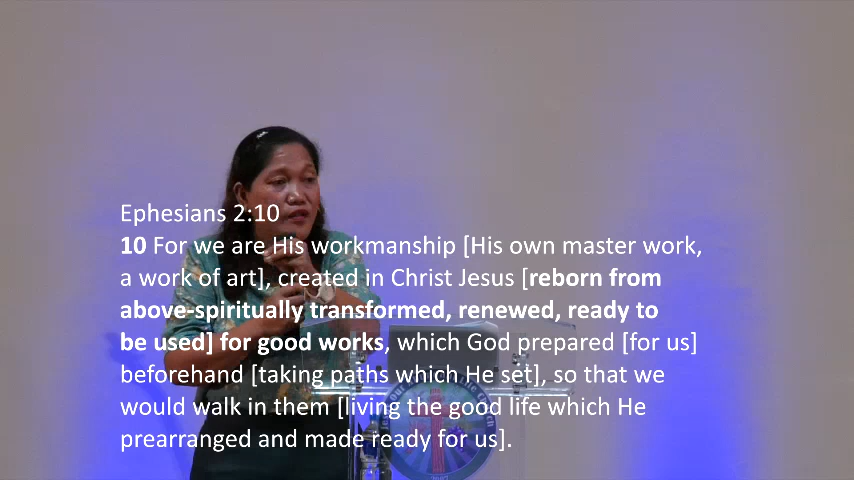 Ephesians 2:10
10 For we are His workmanship [His own master work,
a work of art], created in Christ Jesus [reborn from
above-spiritually transformed, renewed, ready to
be used] for good works, which God prepared [for us]
beforehand [taking paths which He set], so that we
would walk in them [living the good life which He
prearranged and made ready for us].